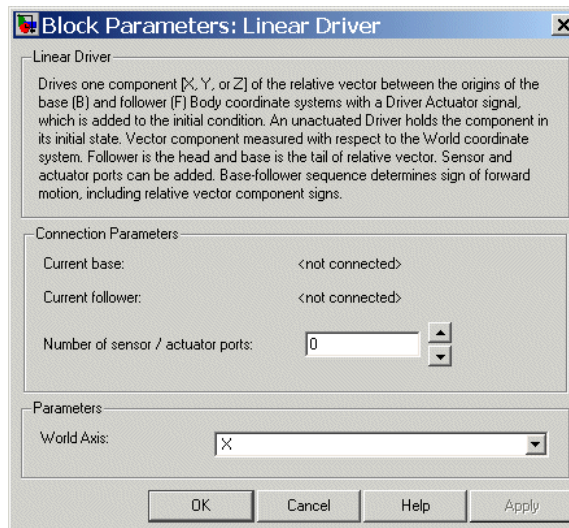 Block Parameters: Linear Driver
Linear Driver
Drives one component [X, Y, or Z] of the relative vector between the origins of the
base (B) and follower (F) Body coordinate systems with a Driver Actuator signal,
which is added to the initial condition. An unactuated Driver holds the component in
its initial state. Vector component measured with respect to the World coordinate
system. Follower is the head and base is the tail of relative vector. Sensor and
actuator ports can be added. Base-follower sequence determines sign of forward
motion, including relative vector component signs.
Connection Parameters
Current base: <not connected>
Current follower: <not connected>
Number of sensor / actuator ports: 0
Parameters
World Axis: X
OK Cancel Help Apply